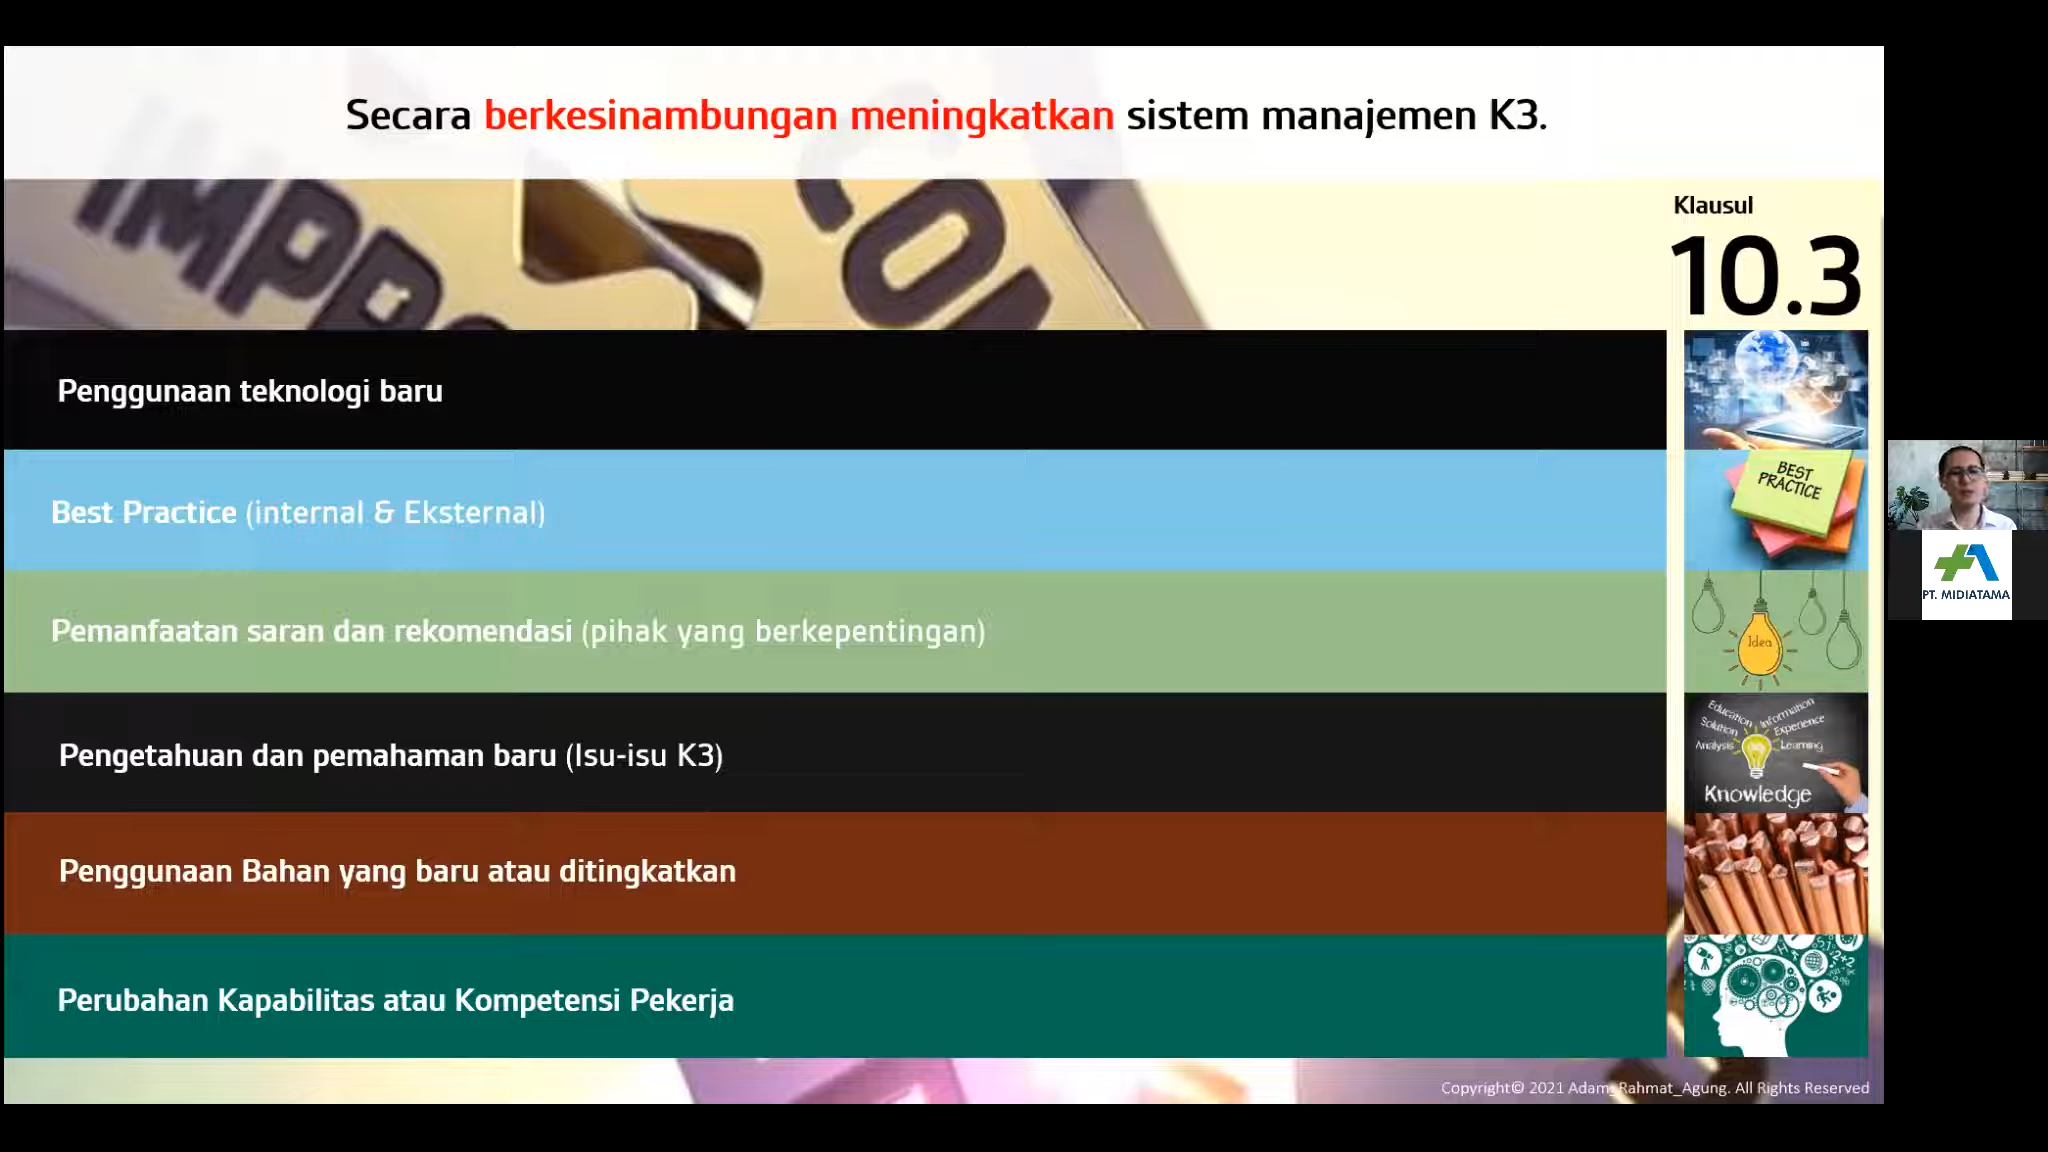 Secara berkesinambungan meningkatkan sistem manajemen K3.
Klausul
10.3
Penggunaan teknologi baru
Best Practice (internal & Eksternal)
BEST
PRACTICE
Pemanfaatan saran dan rekomendasi (pihak yang berkepentingan)
Idea
Pengetahuan dan pemahaman baru (Isu-isu K3)
Education Information
Solution Experience
Analysis Learning
Knowledge
Penggunaan Bahan yang baru atau ditingkatkan
Perubahan Kapabilitas atau Kompetensi Pekerja
PT. MIDIATAMA
Copyright© 2021 Adam_Rahmat_Agung. All Rights Reserved